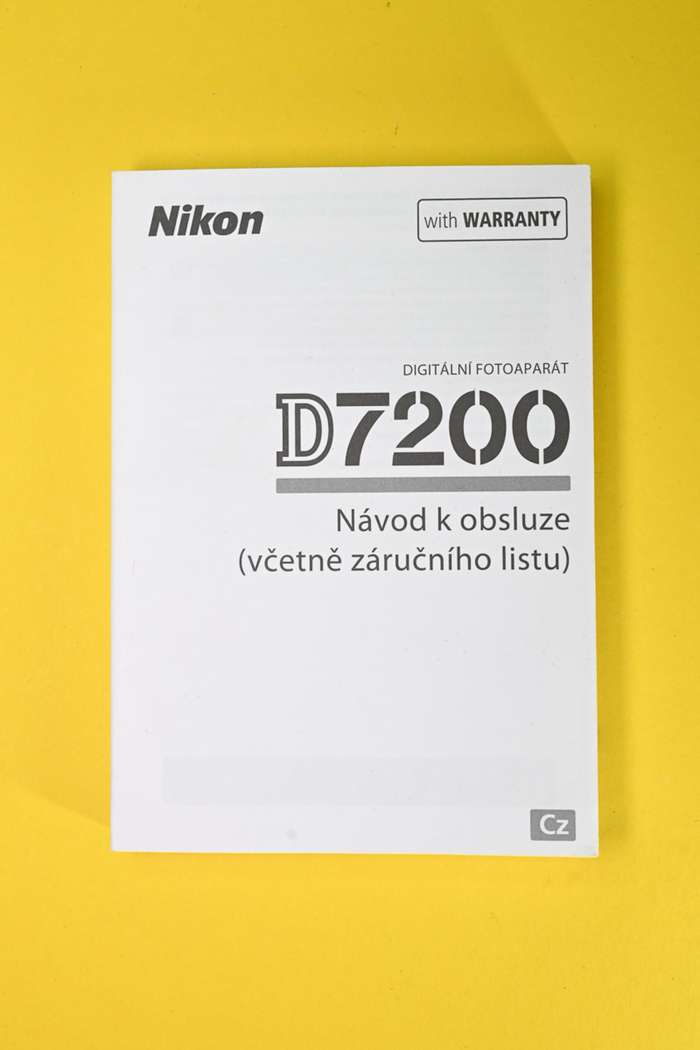 Nikon
with WARRANTY
DIGITÁLNÍ FOTOAPARÁT
D7200
Návod k obsluze
(včetně záručního listu)
Cz